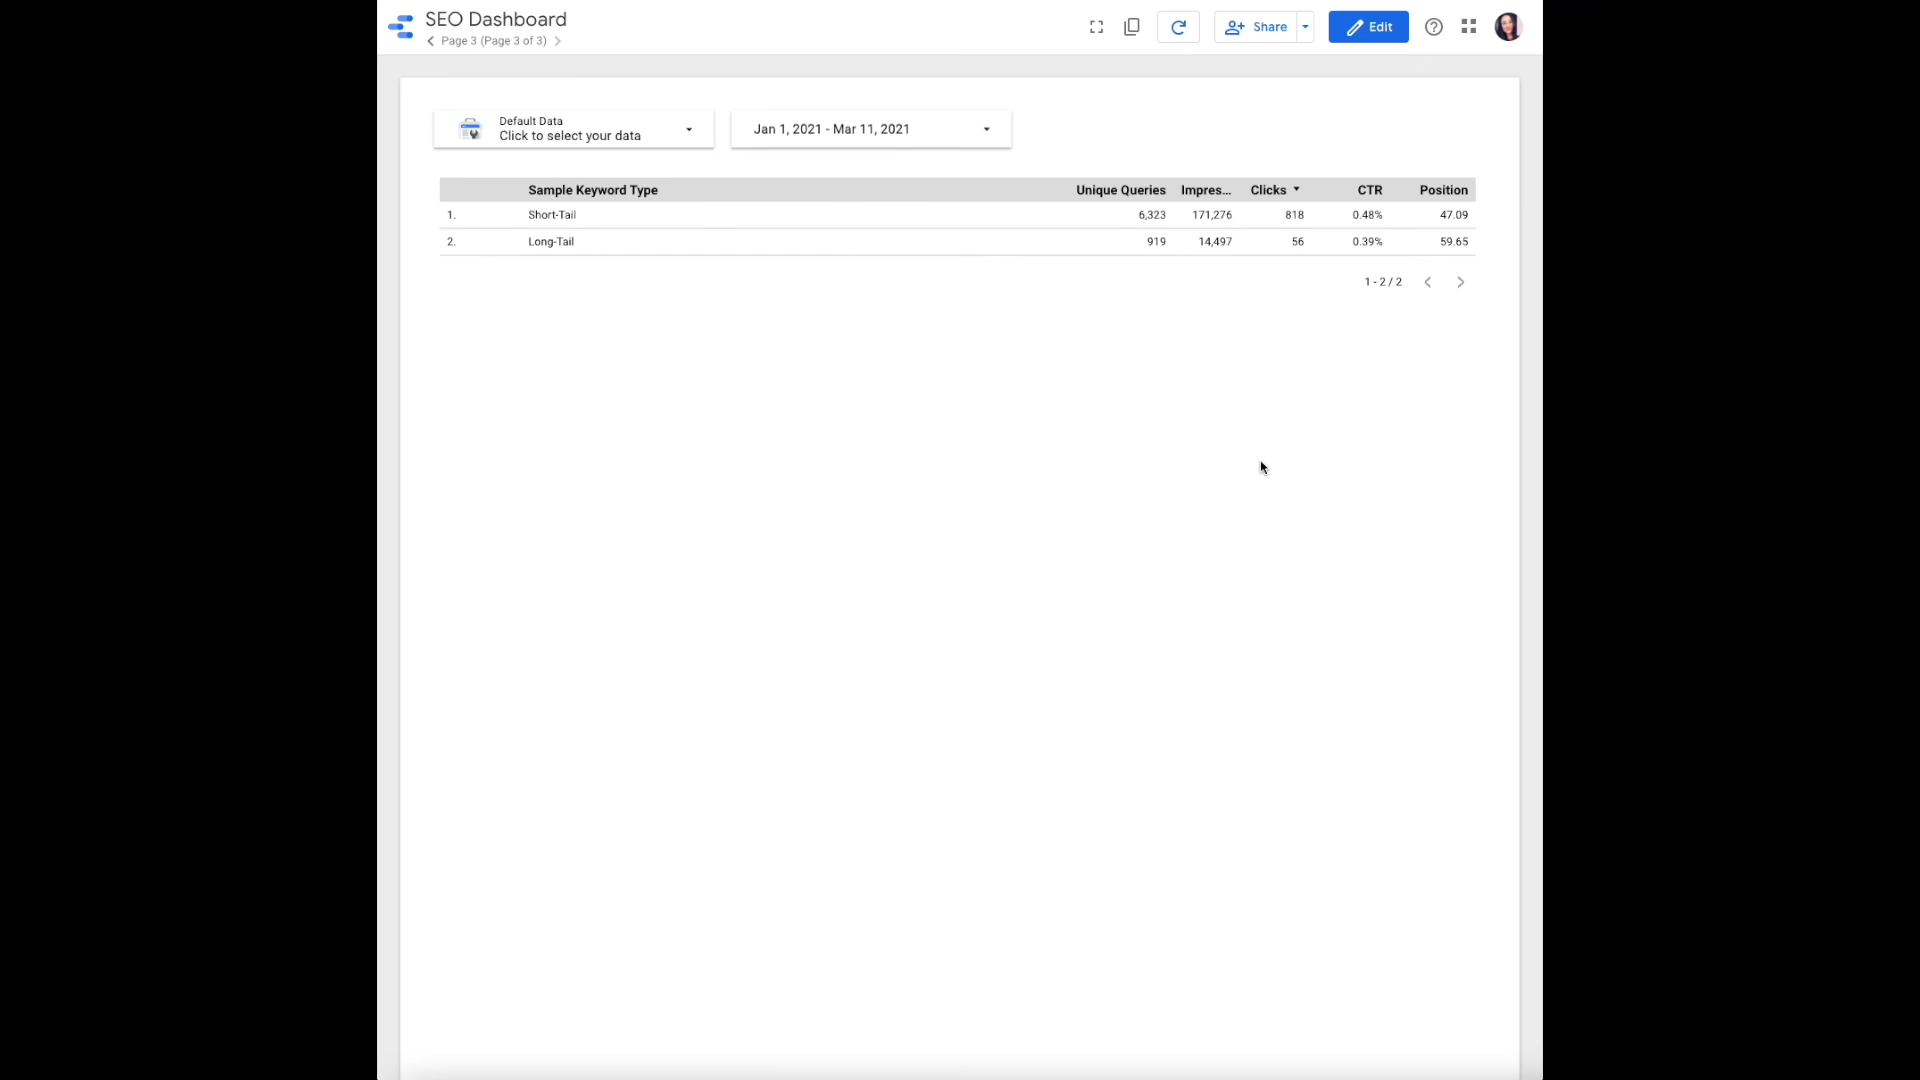 SEO Dashboard
Page 3 (Page 3 of 3)
Share
Edit
Default Data
Click to select your data
Jan 1, 2021 - Mar 11, 2021
Sample Keyword Type Unique Queries Impres... Clicks CTR Position
1. Short-Tail 6,323 171,276 818 0.48% 47.09
2. Long-Tail 919 14,497 56 0.39% 59.65
1 - 2 / 2